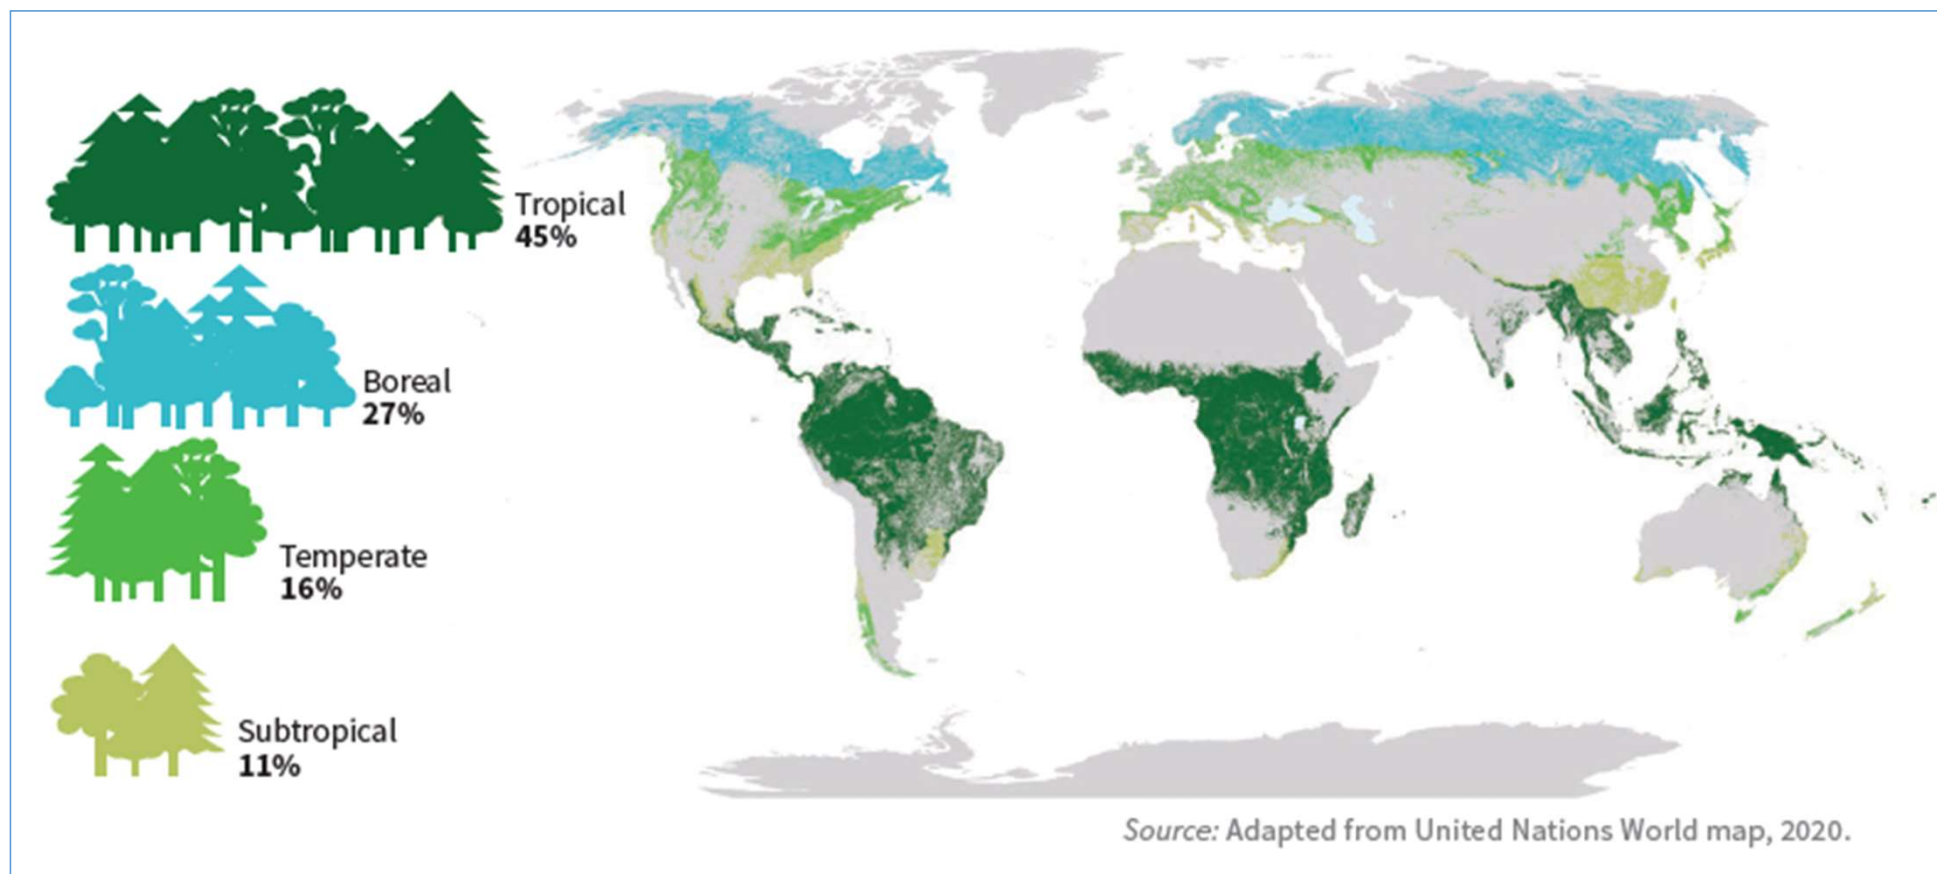 Tropical
45%
Boreal
27%
Temperate
16%
Subtropical
11%
Source: Adapted from United Nations World map, 2020.